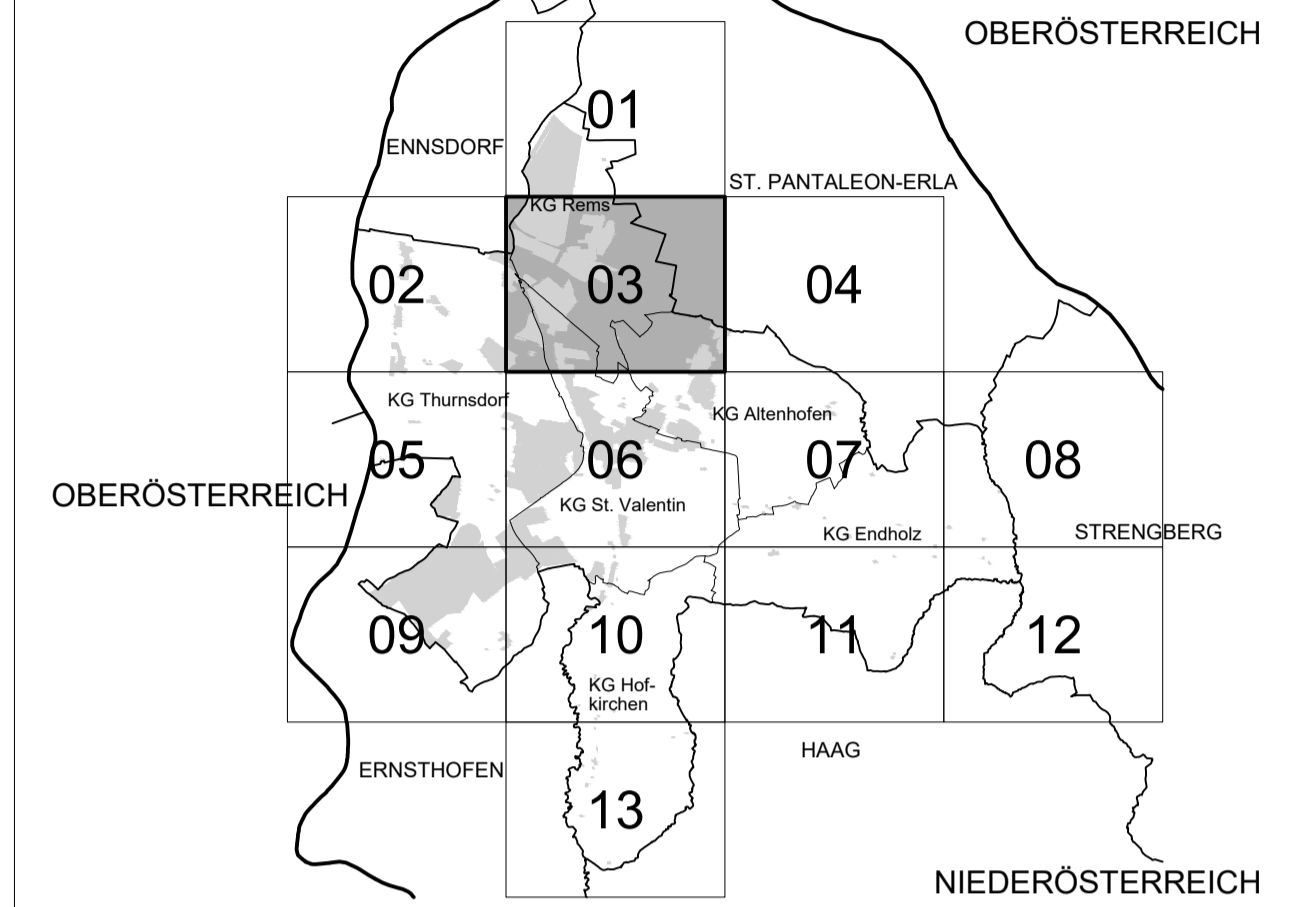 OBERÖSTERREICH
01
ENNSDORF
ST. PANTALEON-ERLA
KG Rems
02
03
04
KG Thurnsdorf
KG Altenhofen
05
06
07
08
OBERÖSTERREICH
KG St. Valentin
KG Endholz
STRENGBERG
09
10
11
12
KG Hof-
kirchen
HAAG
ERNSTHOFEN
13
NIEDERÖSTERREICH